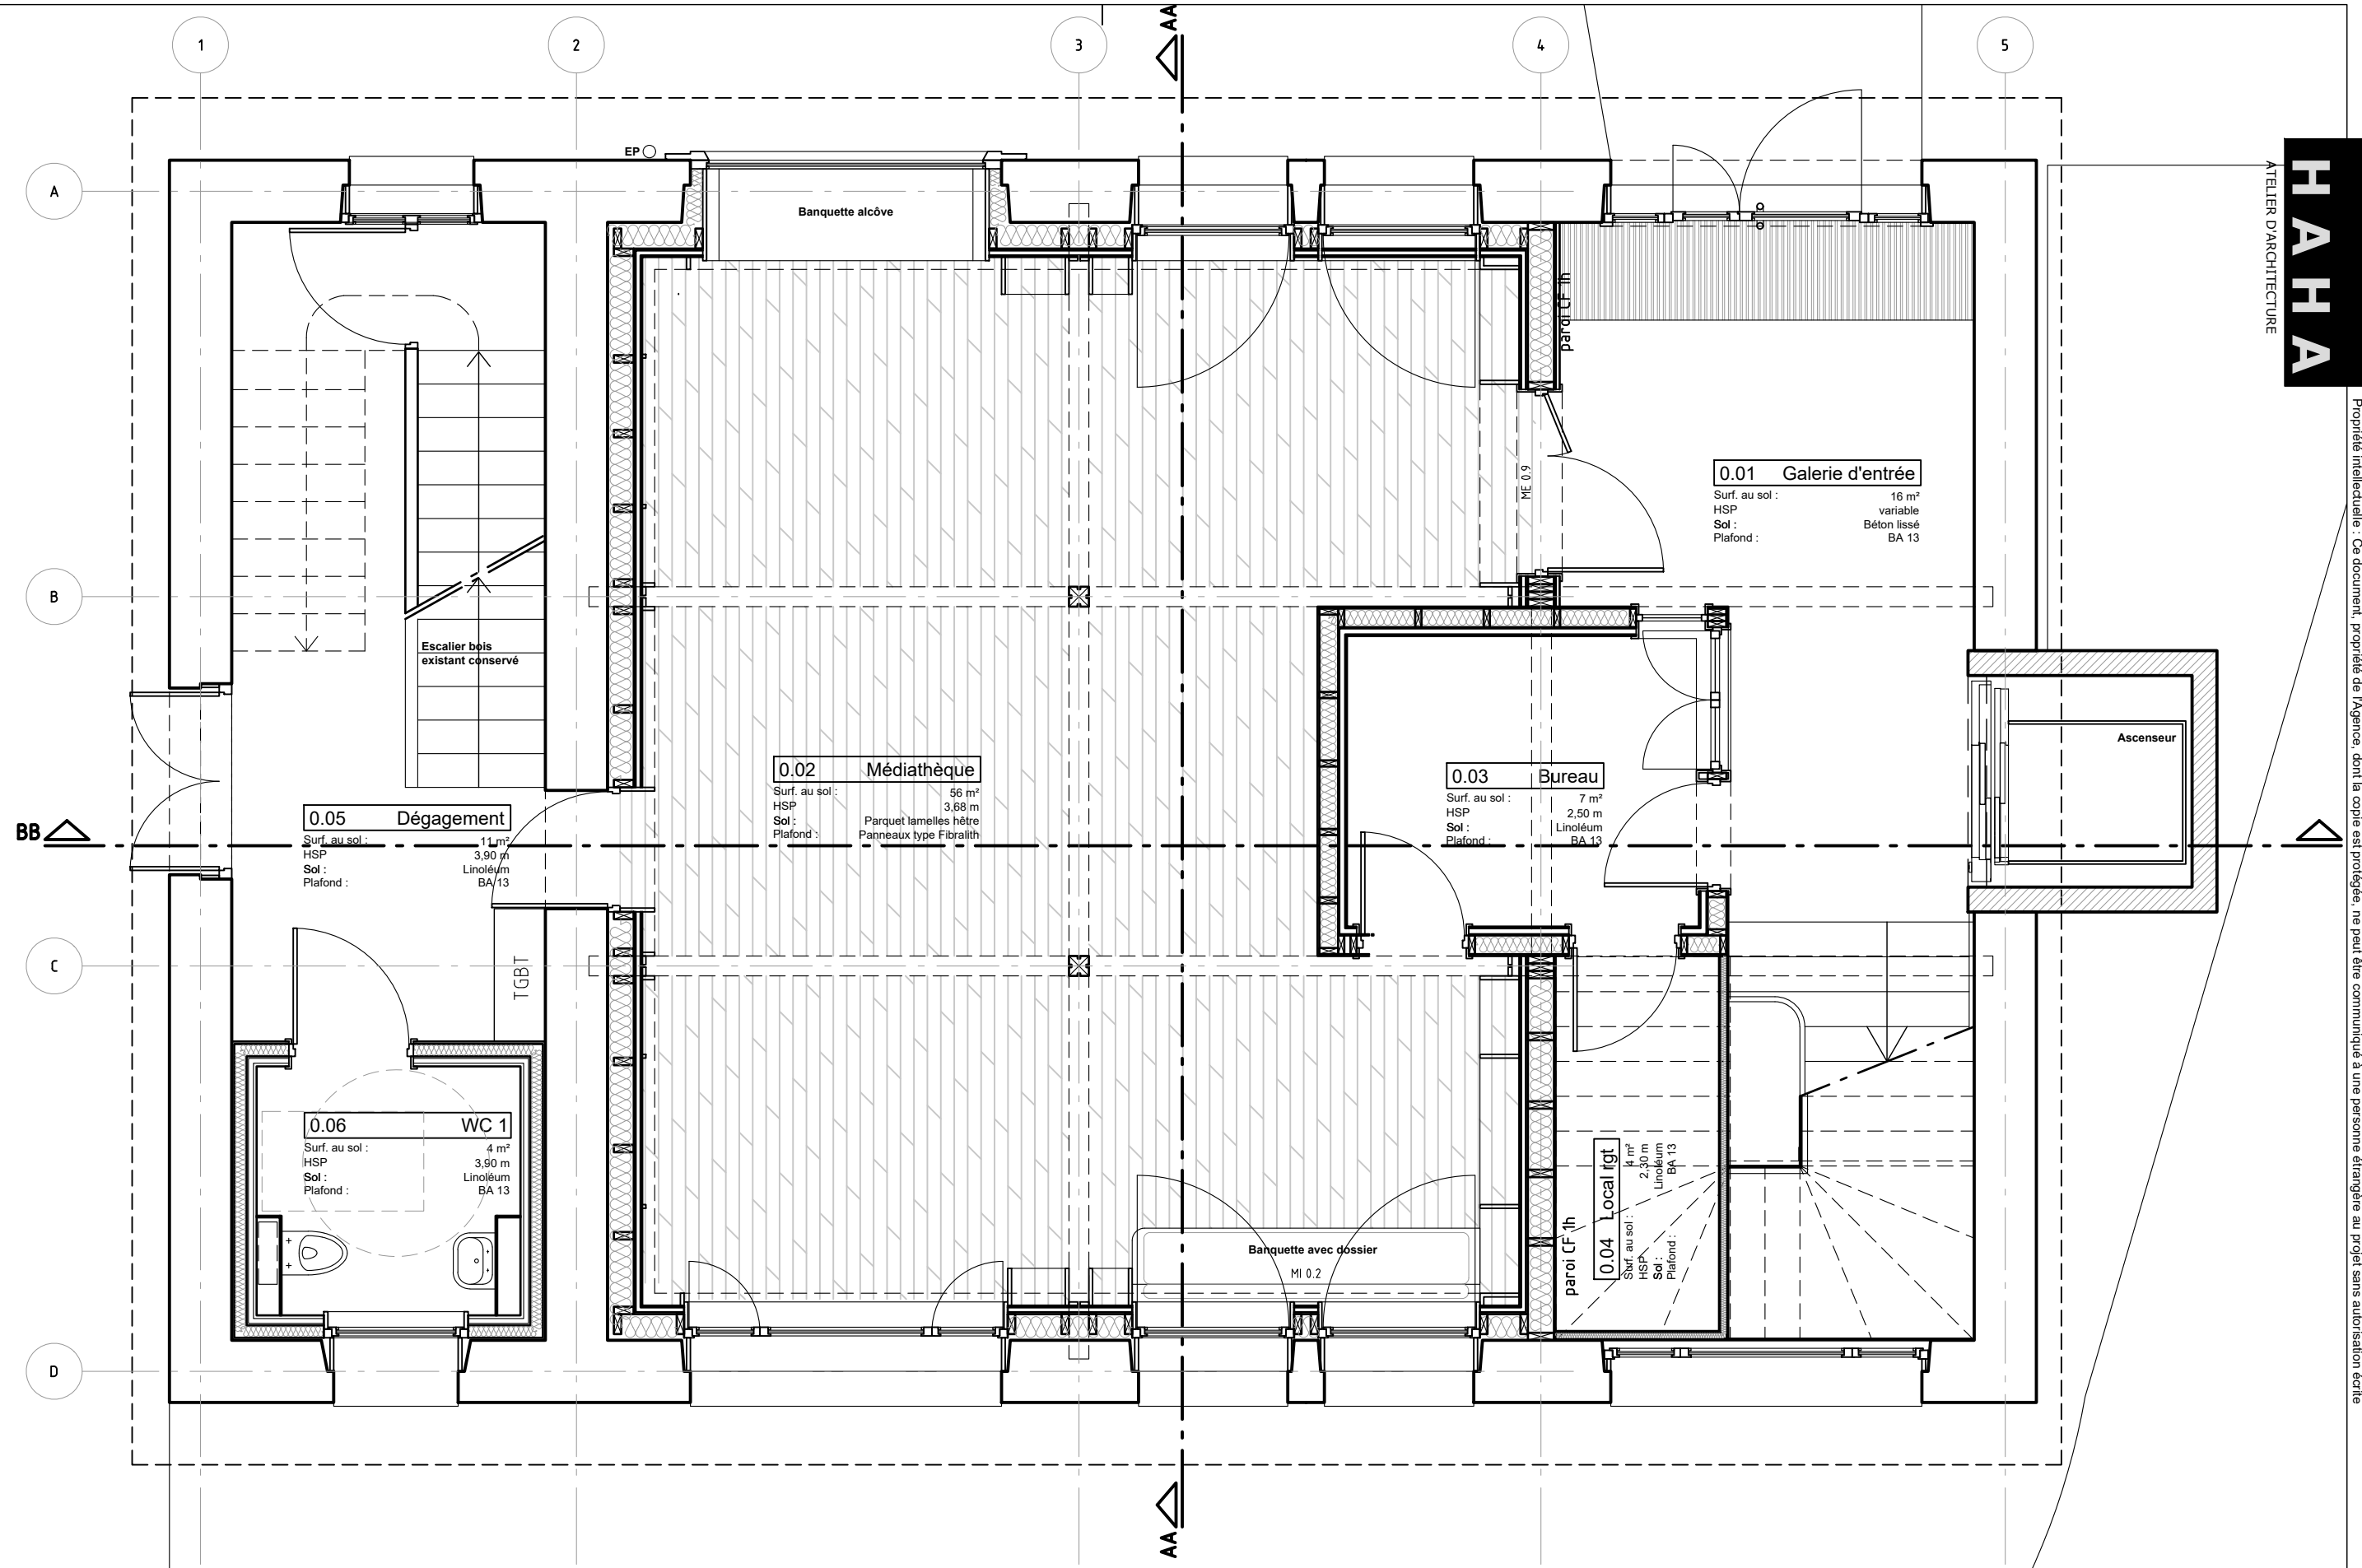 AA
1
2
3
4
5
A
B
C
D
EP
Banquette alcôve
HAHA
ATELIER D'ARCHITECTURE
Propriété intellectuelle : Ce document, propriété de l'Agence, dont la copie est protégée, ne peut être communiqué à une personne étrangère au projet sans autorisation écrite
paroi CF 1h
ME 0.9
0.01 Galerie d'entrée
Surf. au sol : 16 m²
HSP variable
Sol : Béton lissé
Plafond : BA 13
Escalier bois
existant conservé
Ascenseur
0.02 Médiathèque
Surf. au sol : 56 m²
HSP 3,68 m
Sol : Parquet lamelles hêtre
Plafond : Panneaux type Fibralith
0.03 Bureau
Surf. au sol : 7 m²
HSP 2,50 m
Sol : Linoléum
Plafond : BA 13
BB
0.05 Dégagement
Surf. au sol : 11 m²
HSP 3,90 m
Sol : Linoléum
Plafond : BA 13
TGBT
0.06 WC 1
Surf. au sol : 4 m²
HSP 3,90 m
Sol : Linoléum
Plafond : BA 13
0.04 Local rgt
Surf. au sol : 4 m²
HSP 2,30 m
Sol : Linoléum
Plafond : BA 13
paroi CF 1h
Banquette avec dossier
MI 0.2
AA